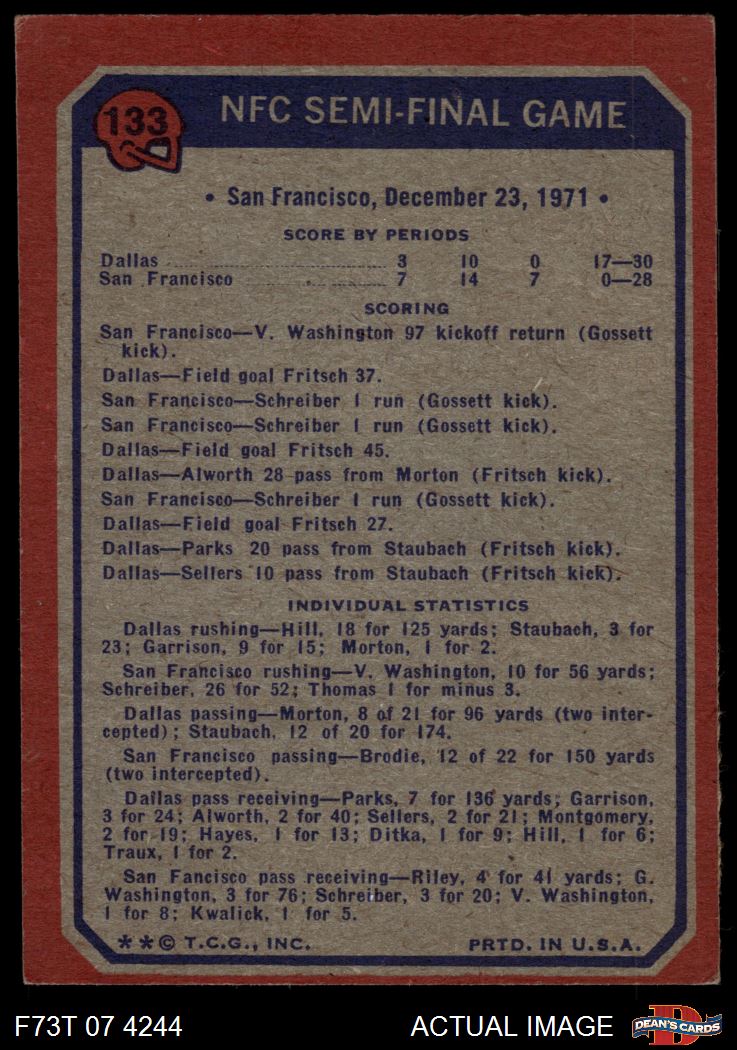 133
NFC SEMI-FINAL GAME
• San Francisco, December 23, 1971 •
SCORE BY PERIODS
Dallas ........................ 3 10 0 17—30
San Francisco ................ 7 14 7 0—28
SCORING
San Francisco—V. Washington 97 kickoff return (Gossett
kick).
Dallas—Field goal Fritsch 37.
San Francisco—Schreiber 1 run (Gossett kick).
San Francisco—Schreiber 1 run (Gossett kick).
Dallas—Field goal Fritsch 45.
Dallas—Alworth 28 pass from Morton (Fritsch kick).
San Francisco—Schreiber 1 run (Gossett kick).
Dallas—Field goal Fritsch 27.
Dallas—Parks 20 pass from Staubach (Fritsch kick).
Dallas—Sellers 10 pass from Staubach (Fritsch kick).
INDIVIDUAL STATISTICS
Dallas rushing—Hill, 18 for 125 yards; Staubach, 3 for
23; Garrison, 9 for 15; Morton, 1 for 2.
San Francisco rushing—V. Washington, 10 for 56 yards;
Schreiber, 26 for 52; Thomas 1 for minus 3.
Dallas passing—Morton, 8 of 21 for 96 yards (two inter-
cepted); Staubach, 12 of 20 for 174.
San Francisco passing—Brodie, 12 of 22 for 150 yards
(two intercepted).
Dallas pass receiving—Parks, 7 for 136 yards; Garrison,
3 for 24; Alworth, 2 for 40; Sellers, 2 for 21; Montgomery,
2 for 19; Hayes, 1 for 13; Ditka, 1 for 9; Hill, 1 for 6;
Traux, 1 for 2.
San Fancisco pass receiving—Riley, 4 for 41 yards; G.
Washington, 3 for 76; Schreiber, 3 for 20; V. Washington,
1 for 8; Kwalick, 1 for 5.
**© T.C.G., INC. PRTD. IN U.S.A.
F73T 07 4244 ACTUAL IMAGE DEAN'S CARDS